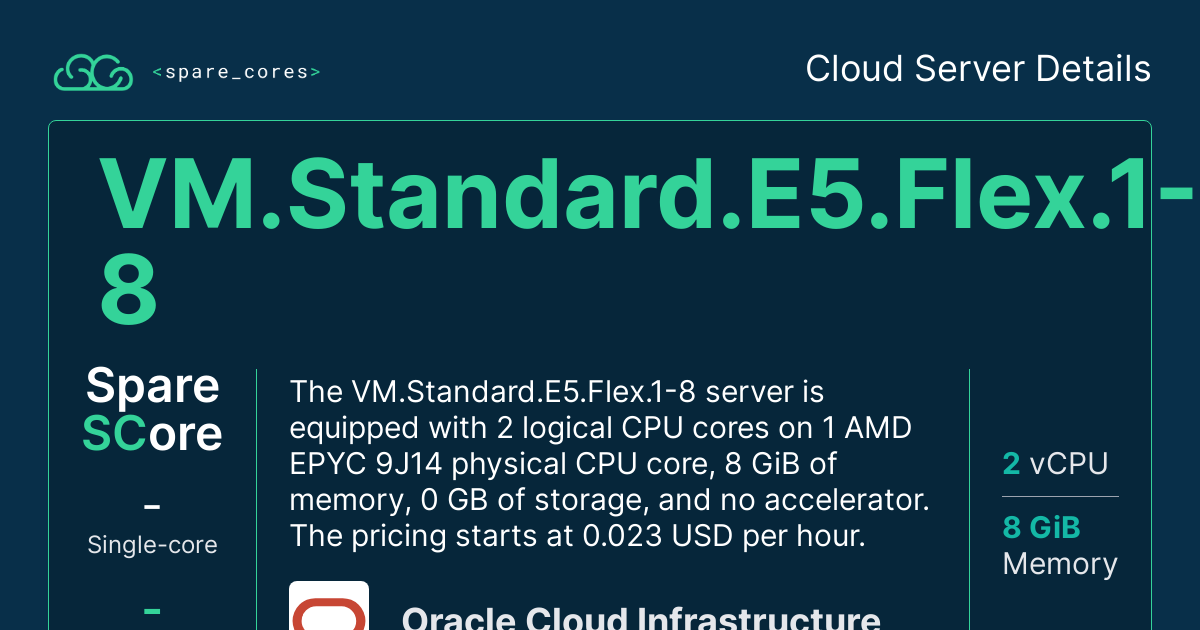 <spare_cores>
Cloud Server Details
VM.Standard.E5.Flex.1-
8
Spare
SCore
–
Single-core
–
The VM.Standard.E5.Flex.1-8 server is
equipped with 2 logical CPU cores on 1 AMD
EPYC 9J14 physical CPU core, 8 GiB of
memory, 0 GB of storage, and no accelerator.
The pricing starts at 0.023 USD per hour.
Oracle Cloud Infrastructure
2 vCPU
8 GiB
Memory